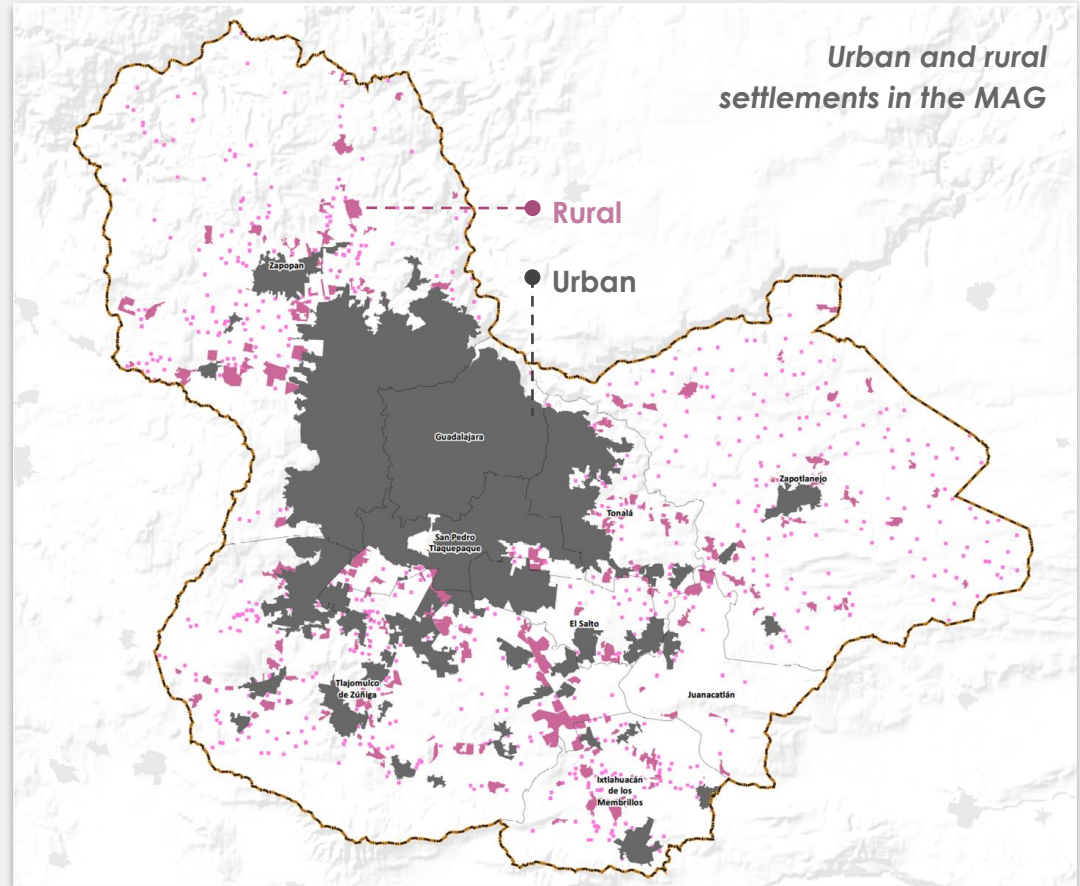 Urban and rural
settlements in the MAG
Rural
Urban
Zapopan
Guadalajara
Zapotlanejo
Tonalá
San Pedro
Tlaquepaque
El Salto
Tlajomulco
de Zúñiga
Juanacatlán
Ixtlahuacán
de los
Membrillos